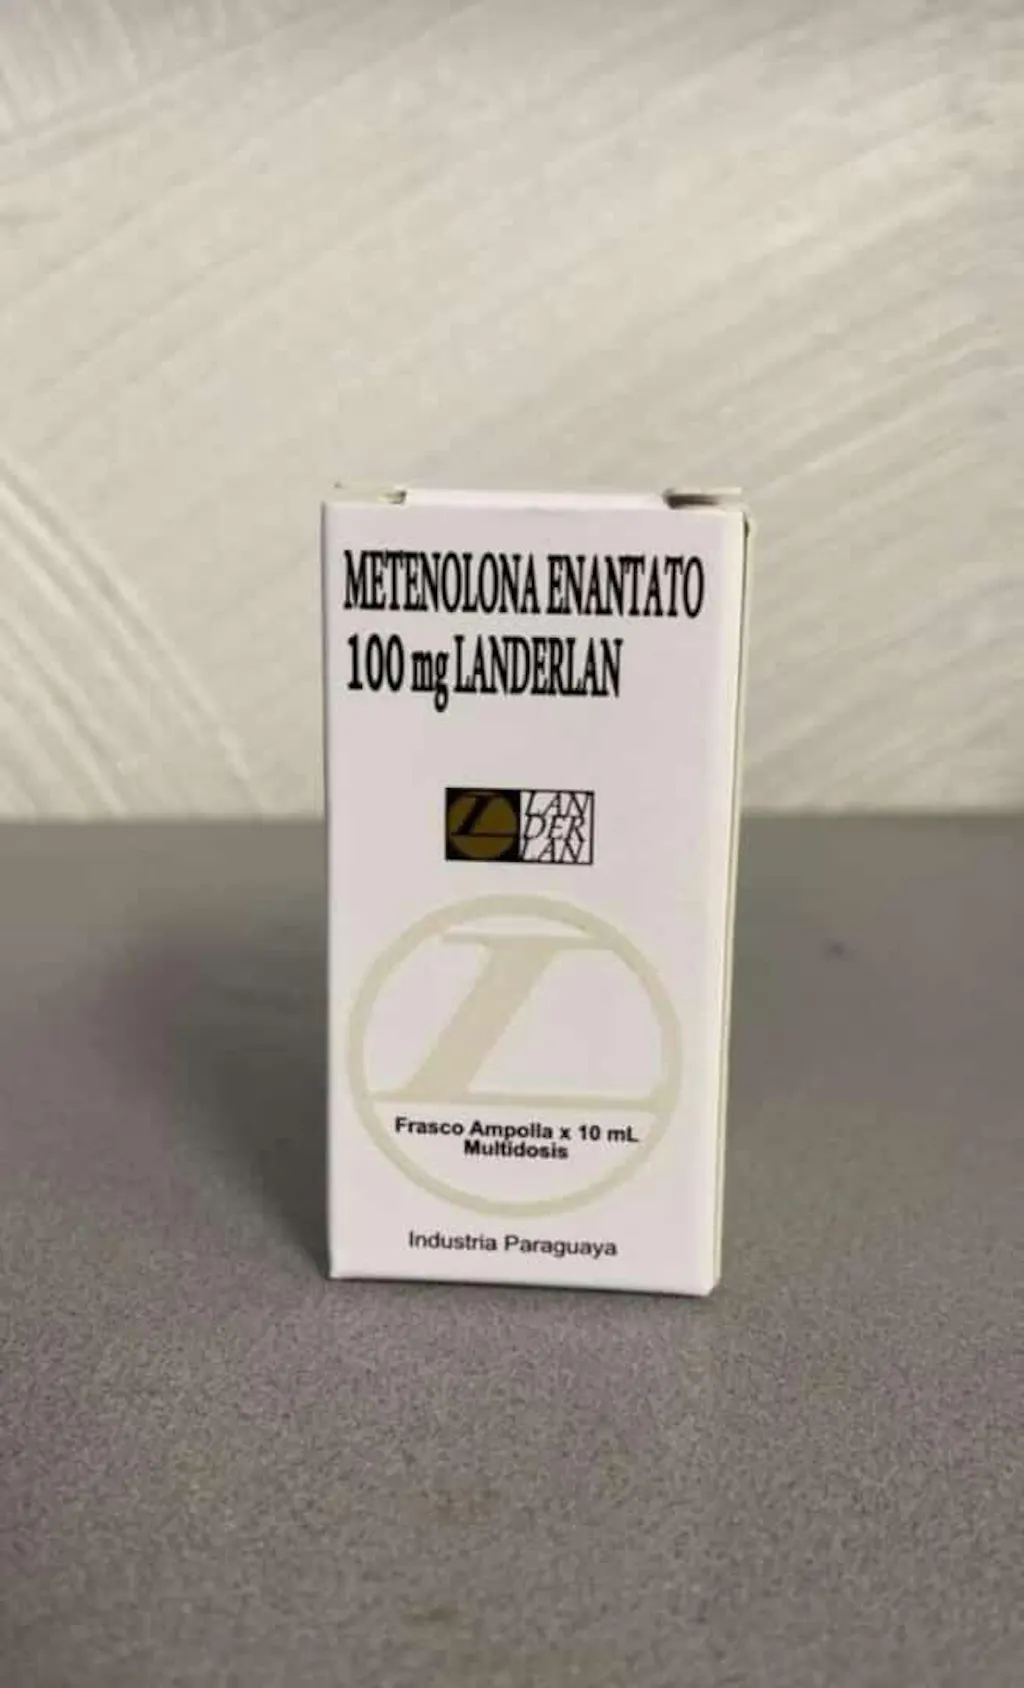 METENOLONA ENANTATO
100 mg LANDERLAN
L LAN
DER
LAN
L
Frasco Ampolla x 10 mL
Multidosis
Industria Paraguaya